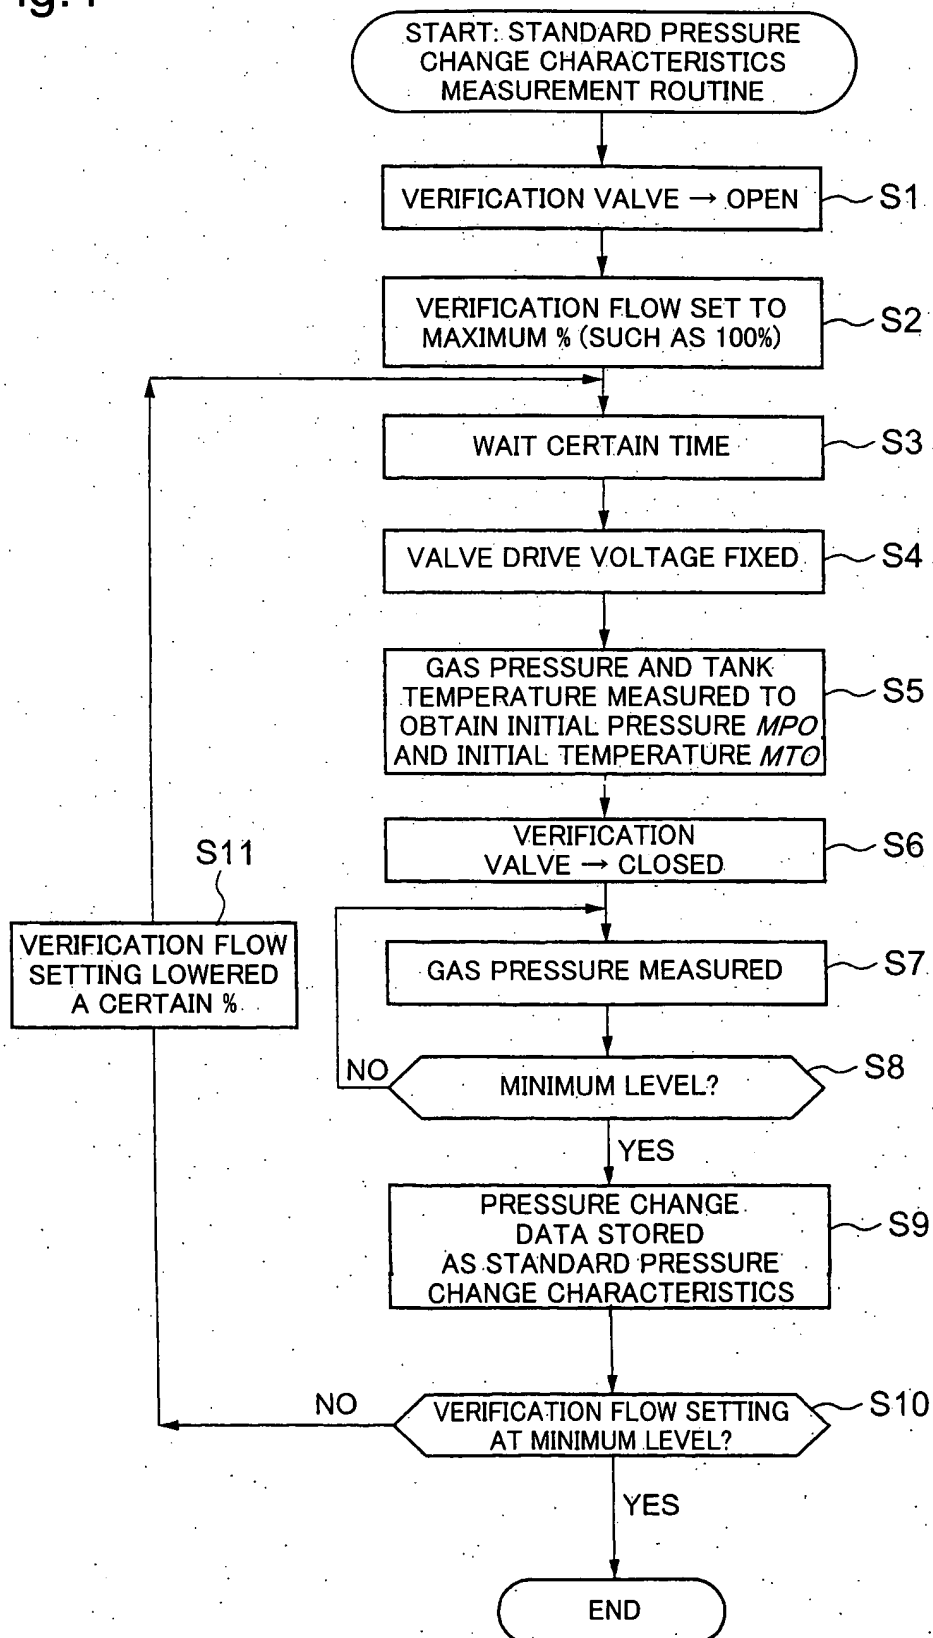 START: STANDARD PRESSURE
CHANGE CHARACTERISTICS
MEASUREMENT ROUTINE
VERIFICATION VALVE → OPEN
S1
VERIFICATION FLOW SET TO
MAXIMUM % (SUCH AS 100%)
S2
WAIT CERTAIN TIME
S3
VALVE DRIVE VOLTAGE FIXED
S4
GAS PRESSURE AND TANK
TEMPERATURE MEASURED TO
OBTAIN INITIAL PRESSURE MPO
AND INITIAL TEMPERATURE MTO
S5
VERIFICATION
VALVE → CLOSED
S6
S11
VERIFICATION FLOW
SETTING LOWERED
A CERTAIN %
GAS PRESSURE MEASURED
S7
NO
MINIMUM LEVEL?
S8
YES
PRESSURE CHANGE
DATA STORED
AS STANDARD PRESSURE
CHANGE CHARACTERISTICS
S9
NO
VERIFICATION FLOW SETTING
AT MINIMUM LEVEL?
S10
YES
END